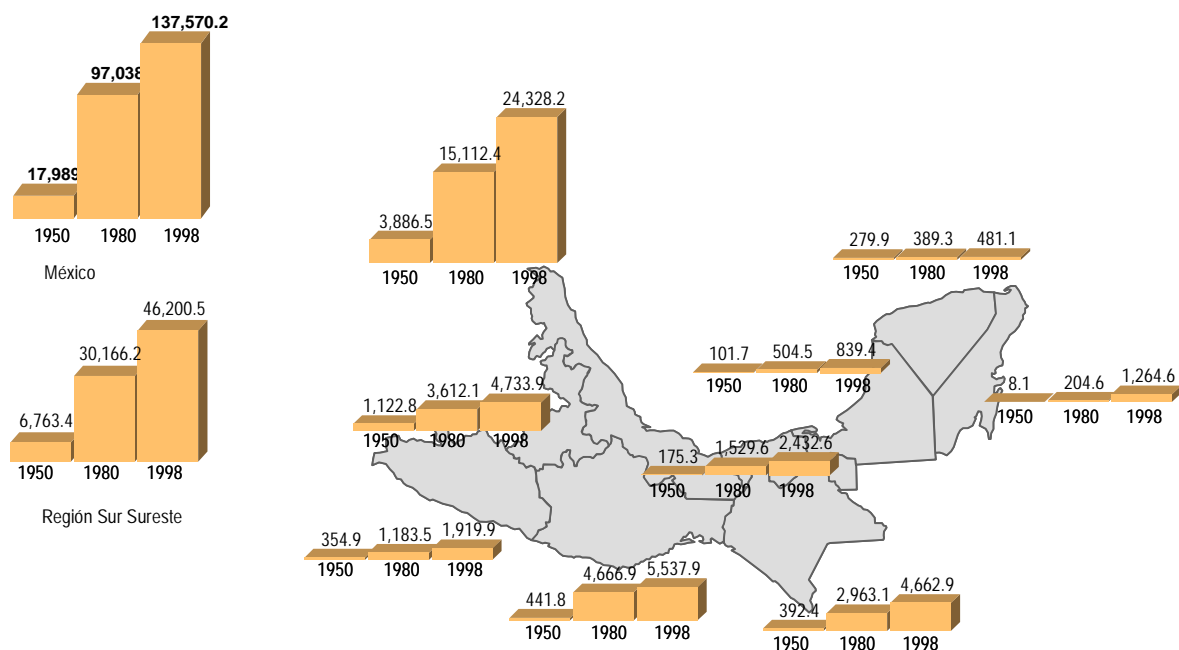 137,570.2
97,038
17,989
1950 1980 1998
México
46,200.5
30,166.2
6,763.4
1950 1980 1998
Región Sur Sureste
24,328.2
15,112.4
3,886.5
1950 1980 1998
279.9 389.3 481.1
1950 1980 1998
101.7 504.5 839.4
1950 1980 1998
8.1 204.6 1,264.6
1950 1980 1998
1,122.8 3,612.1 4,733.9
1950 1980 1998
175.3 1,529.6 2,432.6
1950 1980 1998
354.9 1,183.5 1,919.9
1950 1980 1998
441.8 4,666.9 5,537.9
1950 1980 1998
392.4 2,963.1 4,662.9
1950 1980 1998